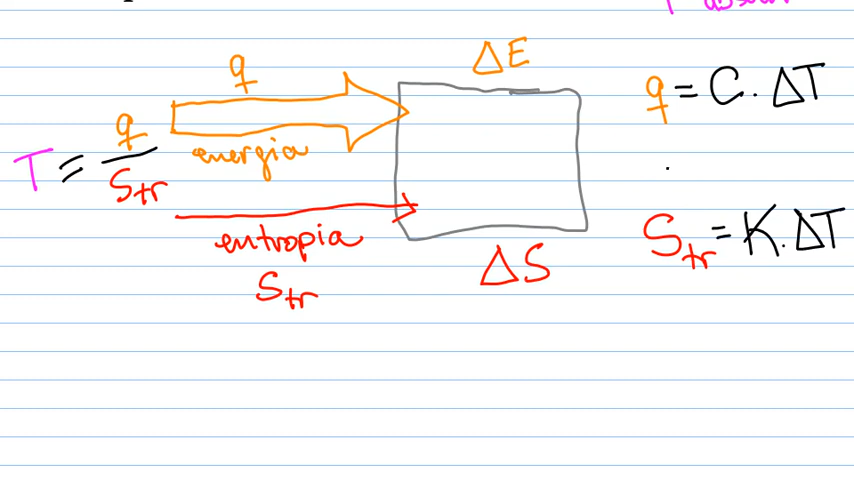 ΔE
q
q = C. ΔT
T = q / Str
energia
entropia
Str = K. ΔT
Str
ΔS